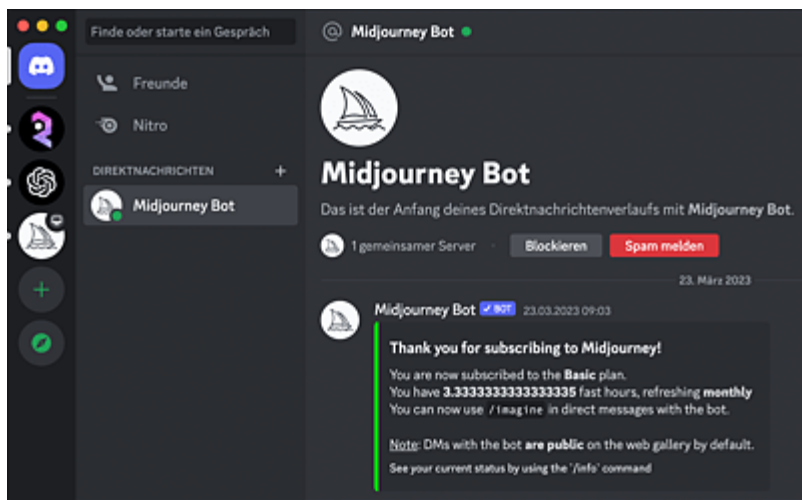 Finde oder starte ein Gespräch
Freunde
Nitro
DIREKTNACHRICHTEN +
Midjourney Bot
@ Midjourney Bot
Midjourney Bot
Das ist der Anfang deines Direktnachrichtenverlaufs mit Midjourney Bot.
1 gemeinsamer Server Blockieren Spam melden
23. März 2023
Midjourney Bot ✓ BOT 23.03.2023 09:03
Thank you for subscribing to Midjourney!
You are now subscribed to the Basic plan.
You have 3.3333333333333335 fast hours, refreshing monthly
You can now use /imagine in direct messages with the bot.
Note: DMs with the bot are public on the web gallery by default.
See your current status by using the '/info' command